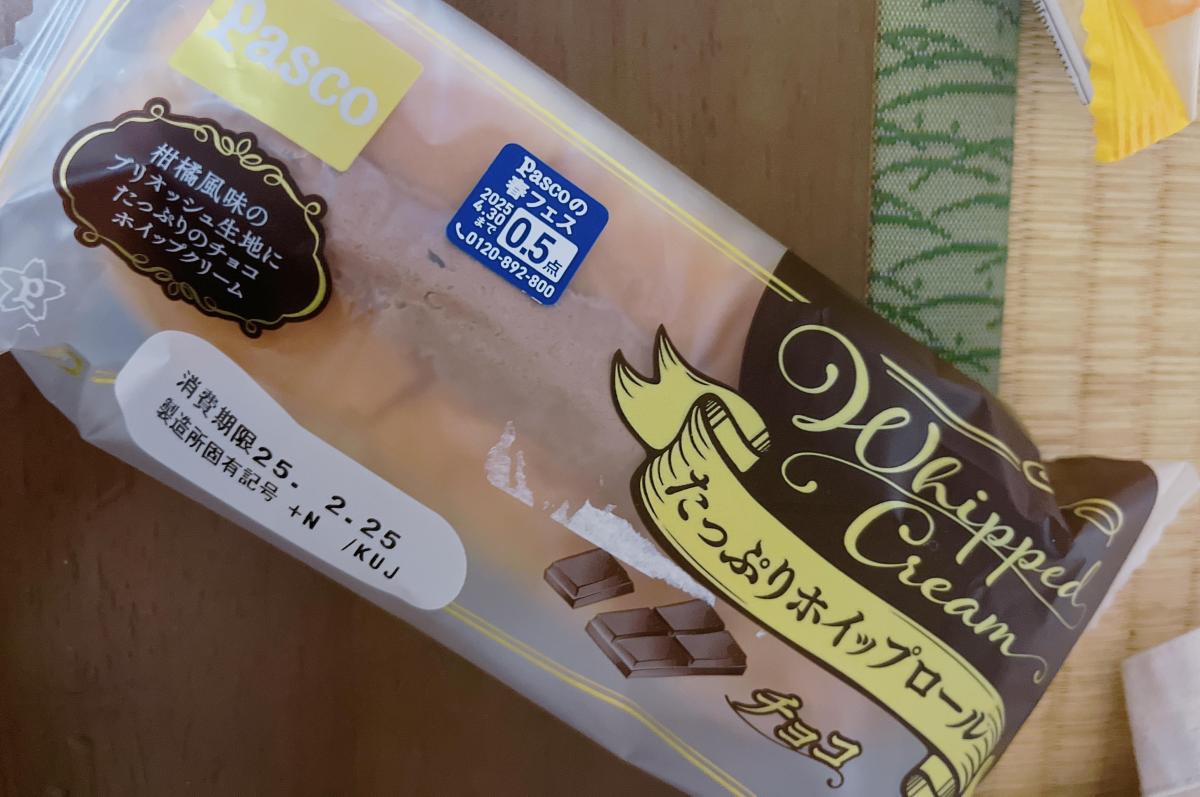 Pasco
柑橘風味の
ブリオッシュ生地に
たっぷりのチョコ
ホイップクリーム
Pascoの
春フェス
2025
4.30
まで
0.5点
0120-892-800
消費期限25. 2.25
製造所固有記号 +N /KUJ
Whipped
Cream
たっぷりホイップロール
チョコ